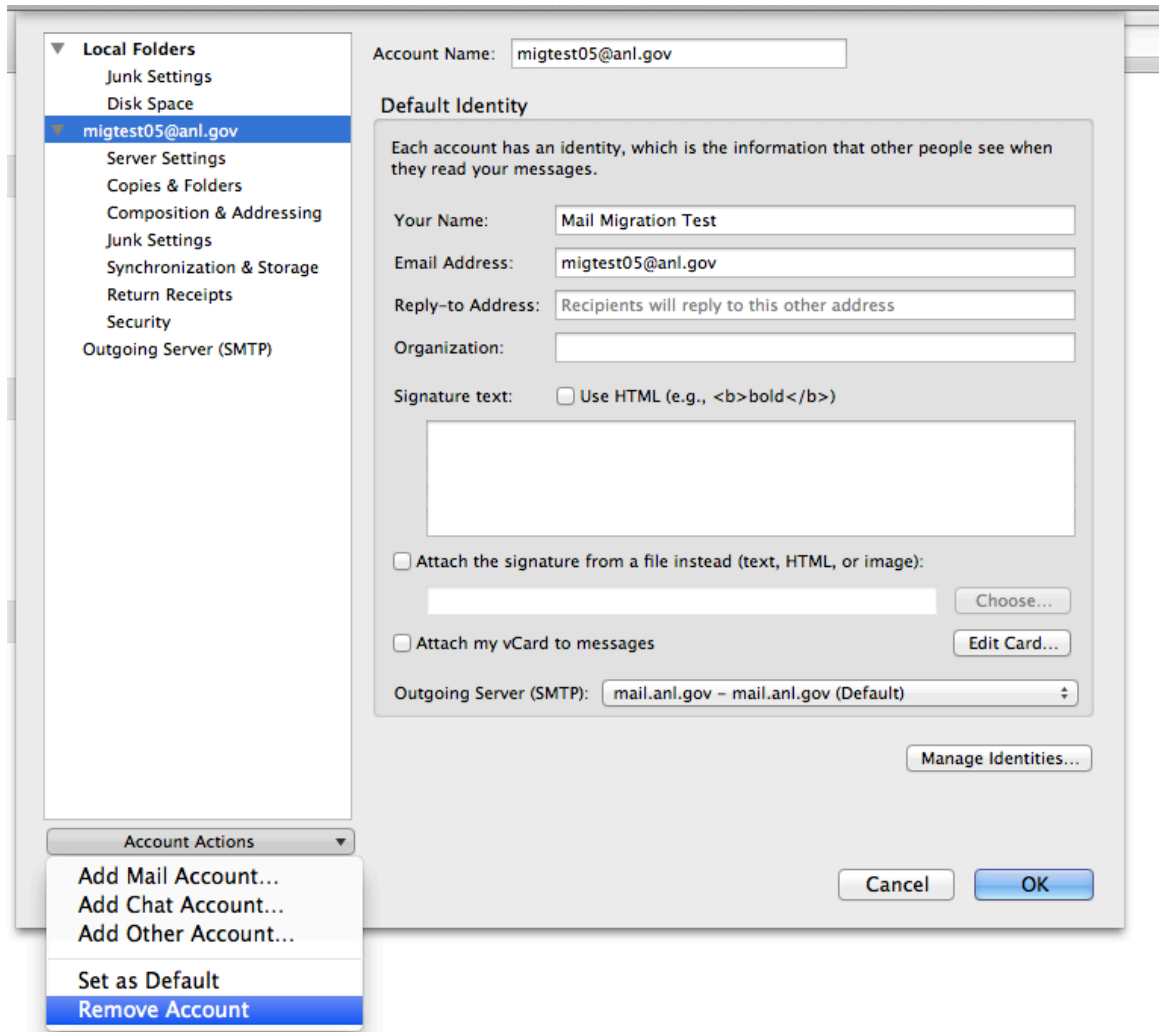 Local Folders
Junk Settings
Disk Space
migtest05@anl.gov
Server Settings
Copies & Folders
Composition & Addressing
Junk Settings
Synchronization & Storage
Return Receipts
Security
Outgoing Server (SMTP)
Account Name: migtest05@anl.gov
Default Identity
Each account has an identity, which is the information that other people see when
they read your messages.
Your Name: Mail Migration Test
Email Address: migtest05@anl.gov
Reply-to Address: Recipients will reply to this other address
Organization:
Signature text: Use HTML (e.g., <b>bold</b>)
Attach the signature from a file instead (text, HTML, or image):
Choose...
Attach my vCard to messages Edit Card...
Outgoing Server (SMTP): mail.anl.gov - mail.anl.gov (Default)
Manage Identities...
Account Actions
Add Mail Account...
Add Chat Account...
Add Other Account...
Set as Default
Remove Account
Cancel OK